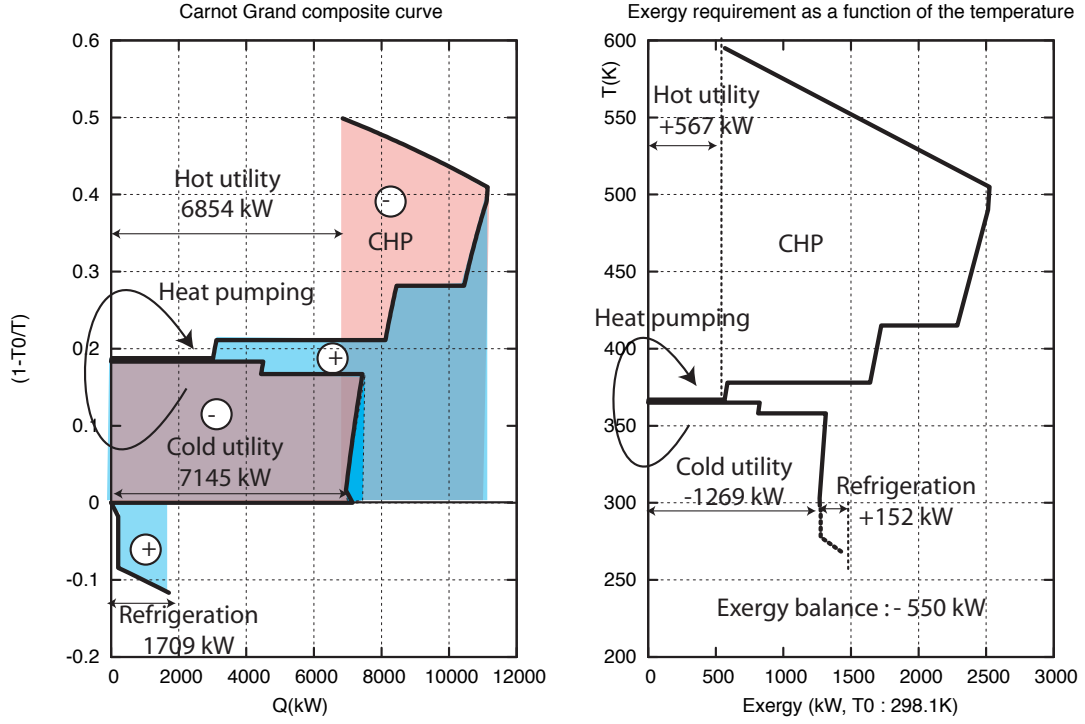 Carnot Grand composite curve
0.6
0.5
0.4
0.3
0.2
0.1
0
-0.1
-0.2
(1-T0/T)
Hot utility
6854 kW
-
CHP
Heat pumping
+
-
Cold utility
7145 kW
+
Refrigeration
1709 kW
0 2000 4000 6000 8000 10000 12000
Q(kW)
Exergy requirement as a function of the temperature
600
550
500
450
400
350
300
250
200
T(K)
Hot utility
+567 kW
CHP
Heat pumping
Cold utility
-1269 kW
Refrigeration
+152 kW
Exergy balance : - 550 kW
0 500 1000 1500 2000 2500 3000
Exergy (kW, T0 : 298.1K)